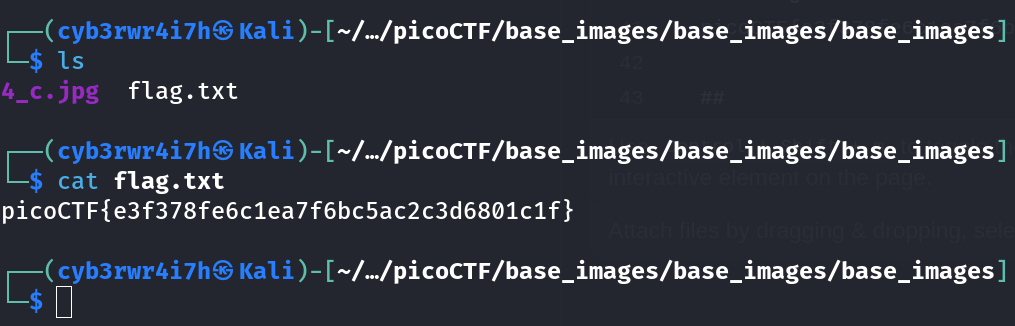 ┌──(cyb3rwr4i7h㉿Kali)-[~/…/picoCTF/base_images/base_images/base_images]
└─$ ls
4_c.jpg flag.txt
┌──(cyb3rwr4i7h㉿Kali)-[~/…/picoCTF/base_images/base_images/base_images]
42
43 ##
└─$ cat flag.txt
interactive element on the page.
picoCTF{e3f378fe6c1ea7f6bc5ac2c3d6801c1f}
Attach files by dragging & dropping, sele
┌──(cyb3rwr4i7h㉿Kali)-[~/…/picoCTF/base_images/base_images/base_images]
└─$